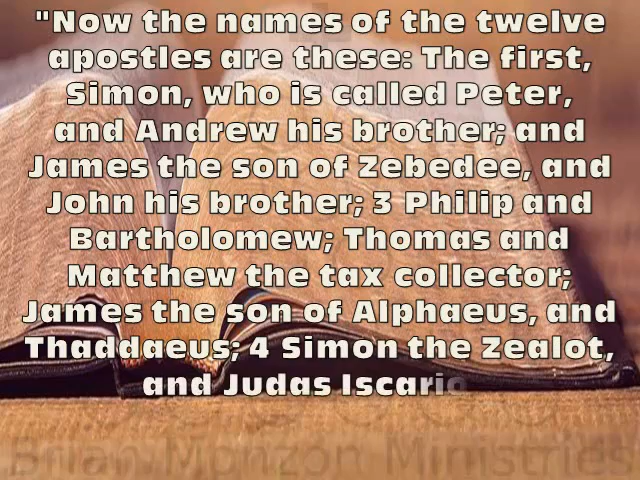 "Now the names of the twelve
apostles are these: The first,
Simon, who is called Peter,
and Andrew his brother; and
James the son of Zebedee, and
John his brother; 3 Philip and
Bartholomew; Thomas and
Matthew the tax collector;
James the son of Alphaeus, and
Thaddaeus; 4 Simon the Zealot,
and Judas Iscario
Brian Monzon Ministries